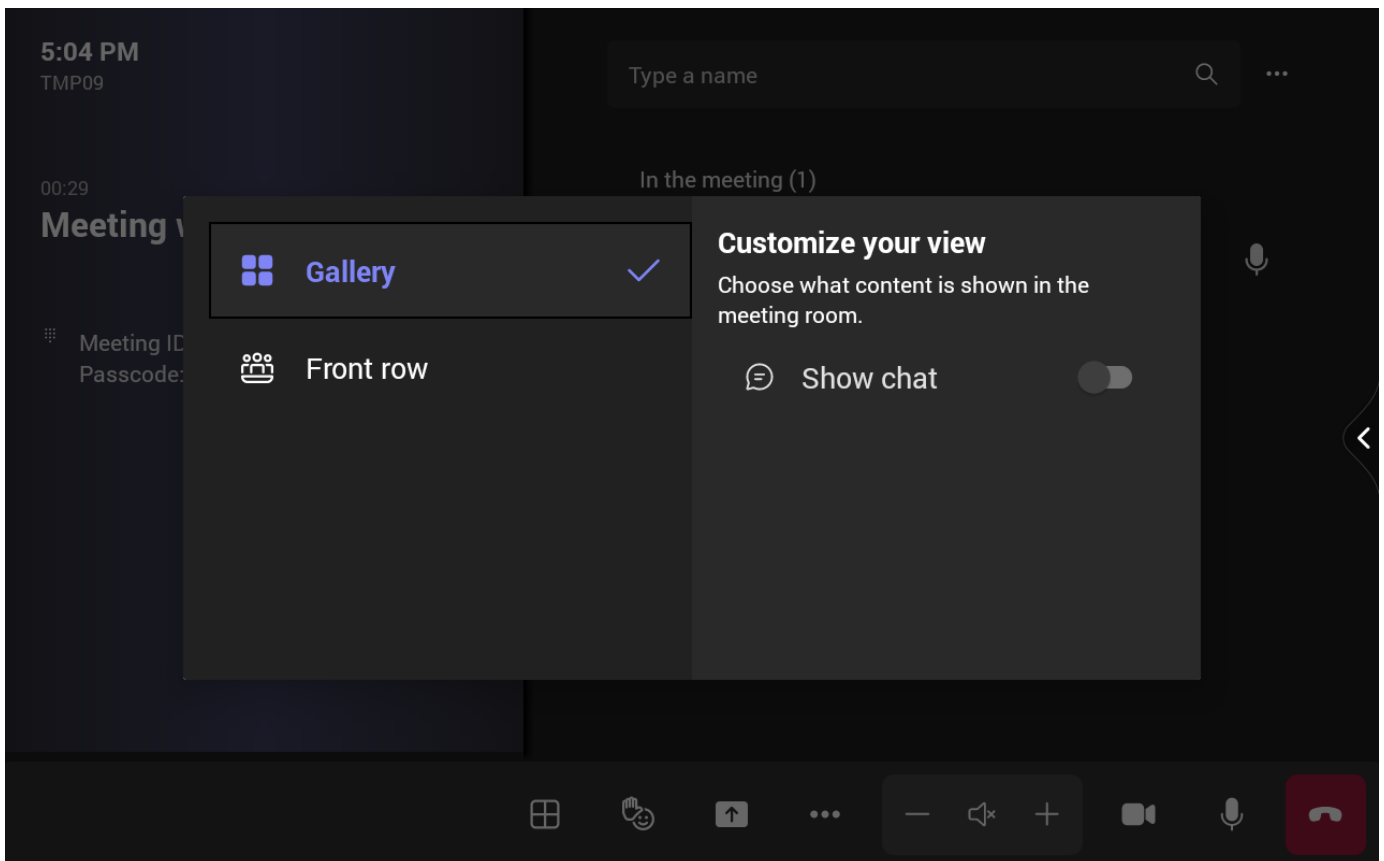 5:04 PM
TMP09
Type a name
00:29
In the meeting (1)
Meeting
Meeting ID
Passcode:
Gallery
Front row
Customize your view
Choose what content is shown in the
meeting room.
Show chat